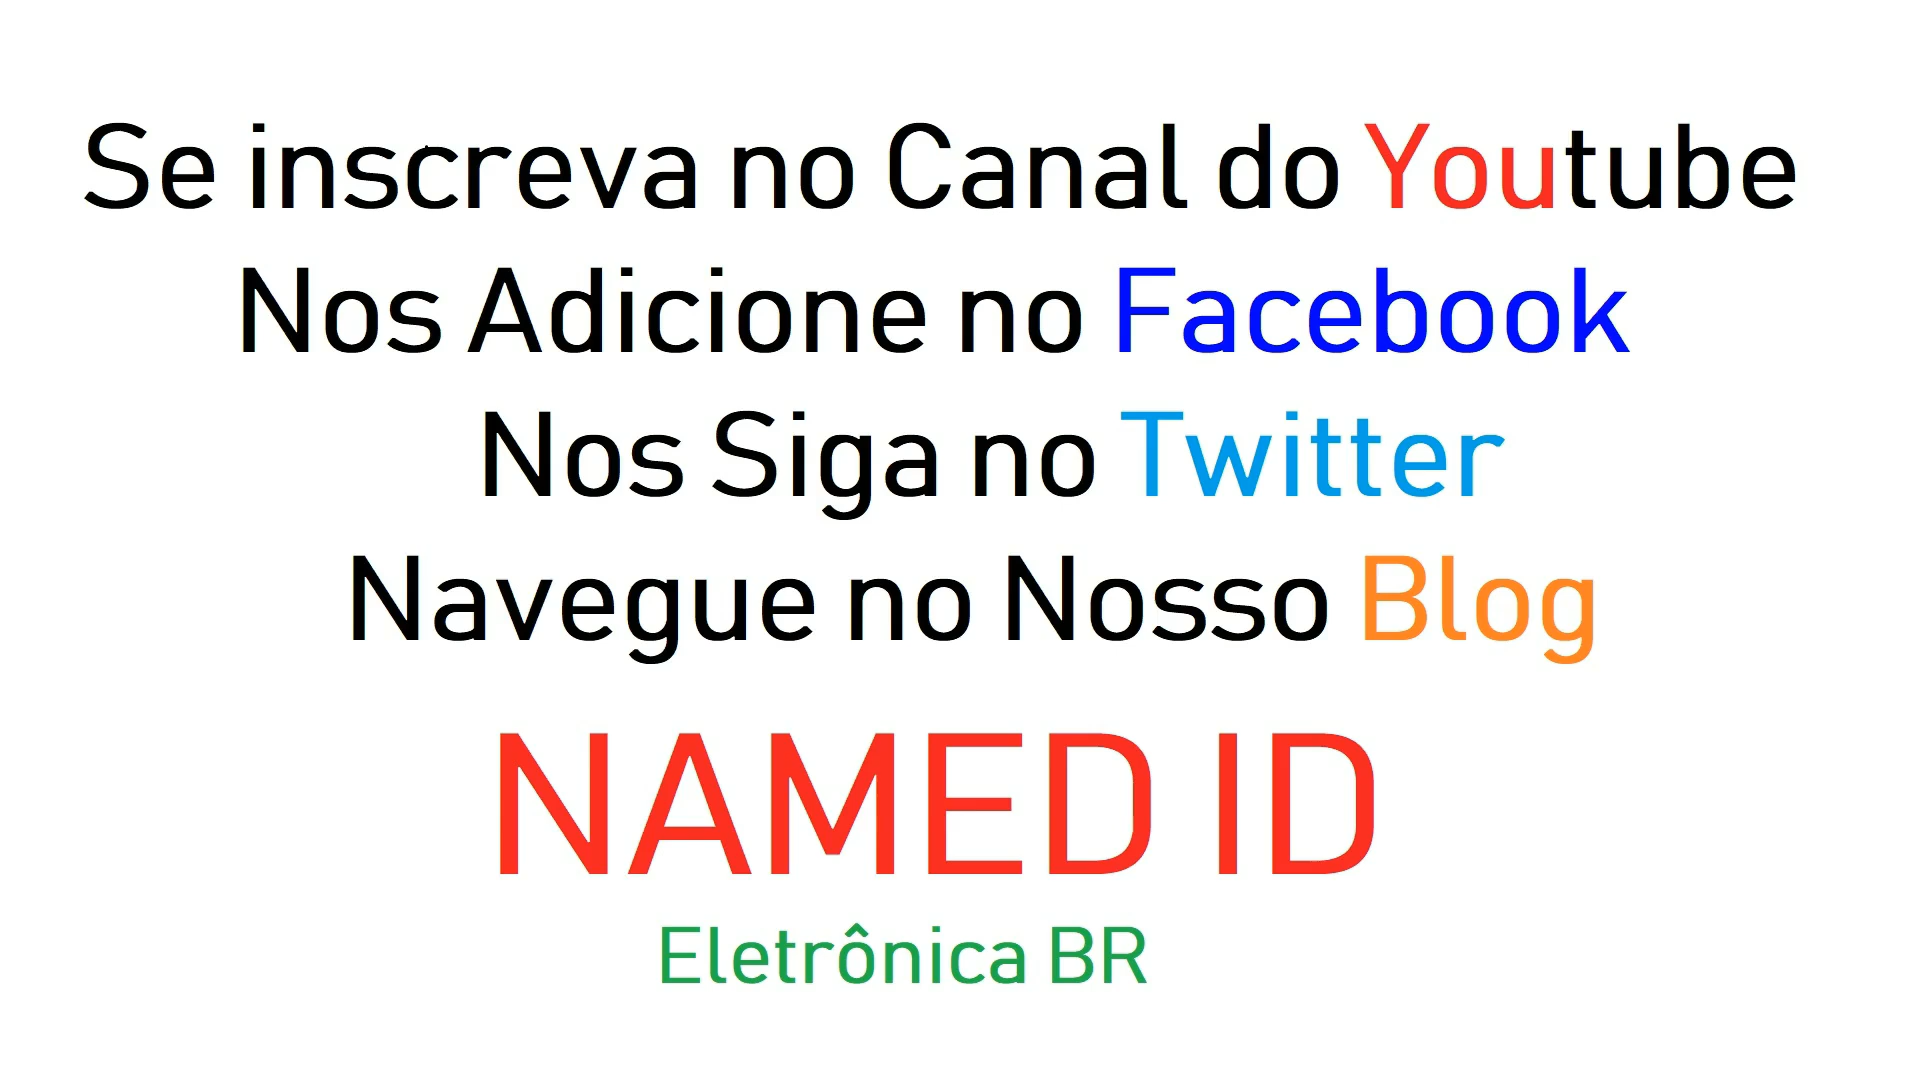 Se inscreva no Canal do Youtube
Nos Adicione no Facebook
Nos Siga no Twitter
Navegue no Nosso Blog
NAMED ID
Eletrônica BR